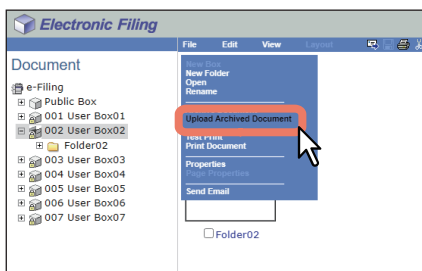 Electronic Filing
File Edit View Layout
Document
e-Filing
Public Box
001 User Box01
002 User Box02
Folder02
003 User Box03
004 User Box04
005 User Box05
006 User Box06
007 User Box07
New Box
New Folder
Open
Rename
Upload Archived Document
Test Print
Print Document
Properties
Page Properties
Send Email
Folder02